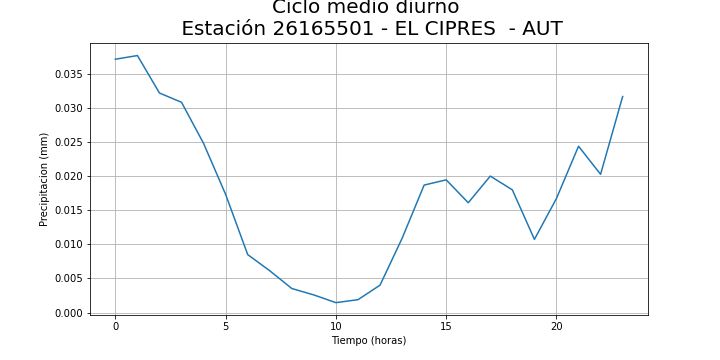 Ciclo medio diurno
Estación 26165501 - EL CIPRES  - AUT
Precipitacion (mm)
0.035
0.030
0.025
0.020
0.015
0.010
0.005
0.000
0 5 10 15 20
Tiempo (horas)